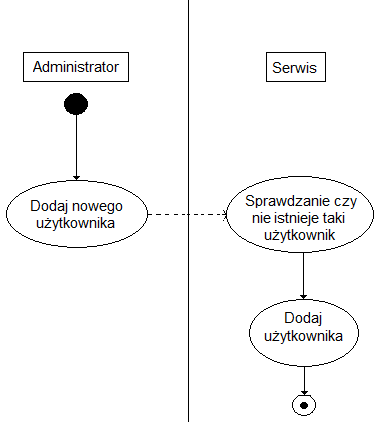 Administrator
Serwis
Dodaj nowego
użytkownika
Sprawdzanie czy
nie istnieje taki
użytkownik
Dodaj
użytkownika